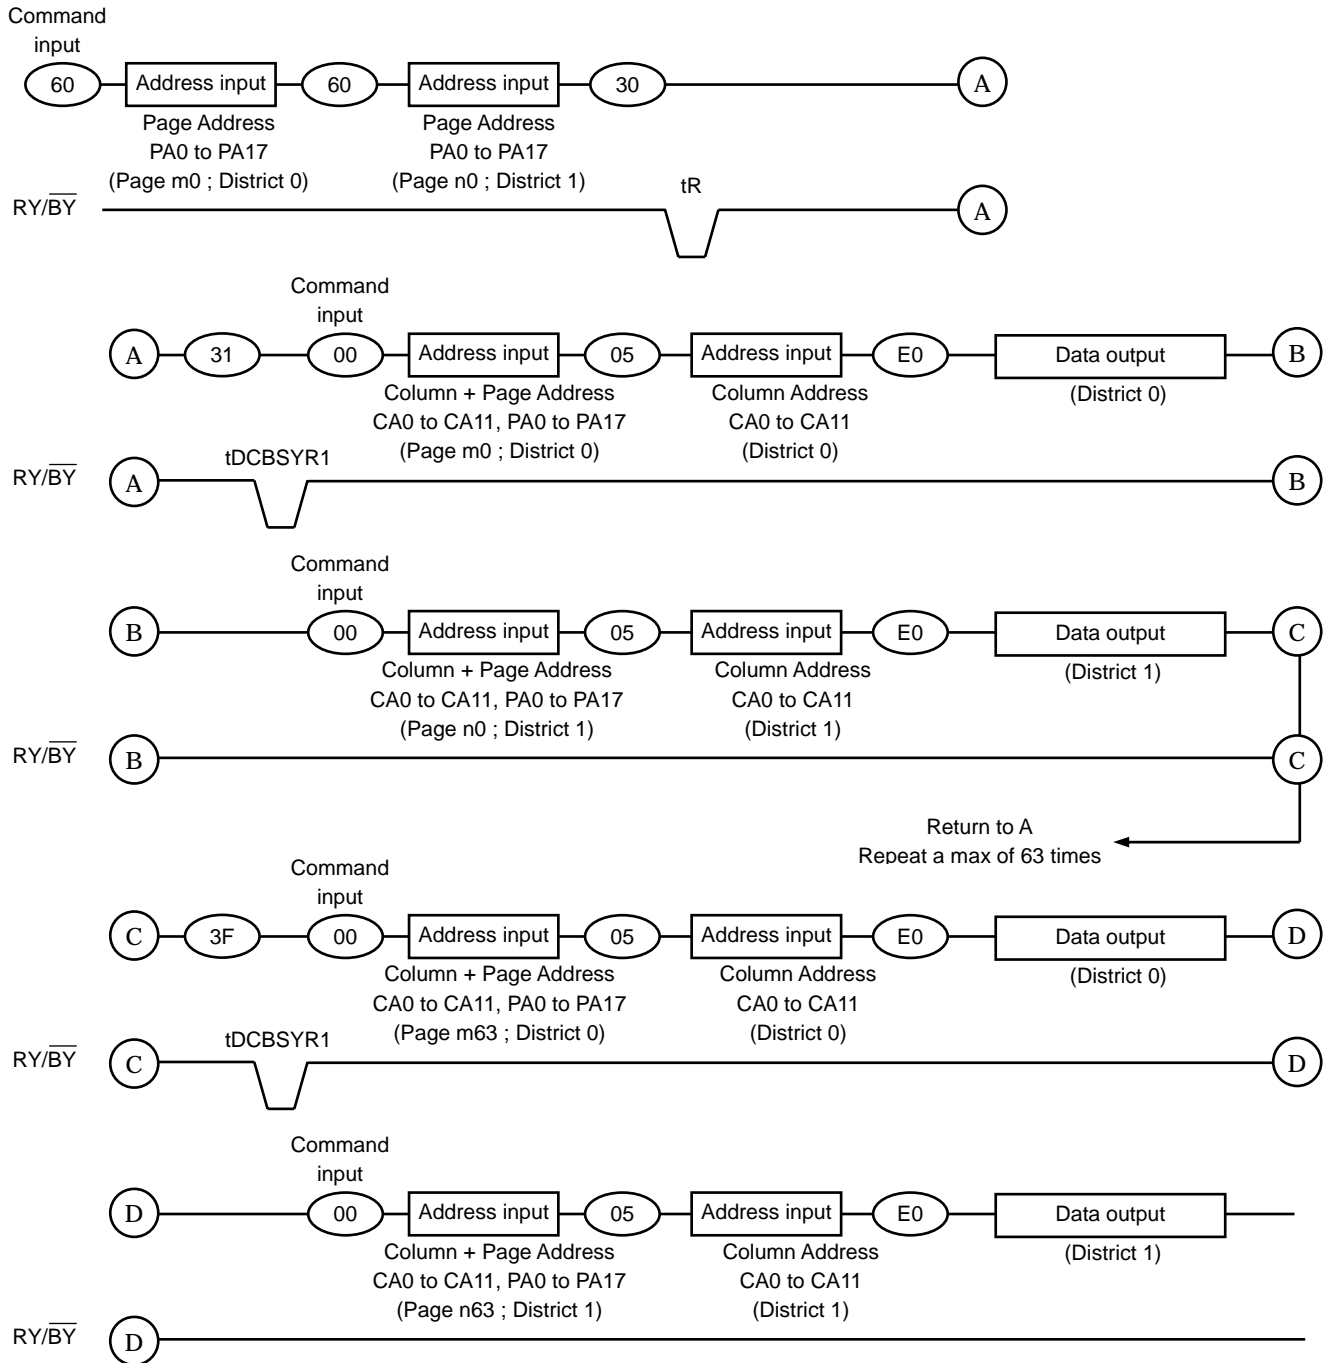 Command
input
60 Address input 60 Address input 30 A
Page Address Page Address
PA0 to PA17 PA0 to PA17
(Page m0 ; District 0) (Page n0 ; District 1) tR
RY/BY A
Command
input
A 31 00 Address input 05 Address input E0 Data output B
Column + Page Address Column Address (District 0)
CA0 to CA11, PA0 to PA17 CA0 to CA11
(Page m0 ; District 0) (District 0)
tDCBSYR1
RY/BY A B
Command
input
B 00 Address input 05 Address input E0 Data output C
Column + Page Address Column Address (District 1)
CA0 to CA11, PA0 to PA17 CA0 to CA11
(Page n0 ; District 1) (District 1)
RY/BY B C
Return to A
Repeat a max of 63 times
Command
input
C 3F 00 Address input 05 Address input E0 Data output D
Column + Page Address Column Address (District 0)
CA0 to CA11, PA0 to PA17 CA0 to CA11
(Page m63 ; District 0) (District 0)
tDCBSYR1
RY/BY C D
Command
input
D 00 Address input 05 Address input E0 Data output
Column + Page Address Column Address (District 1)
CA0 to CA11, PA0 to PA17 CA0 to CA11
(Page n63 ; District 1) (District 1)
RY/BY D